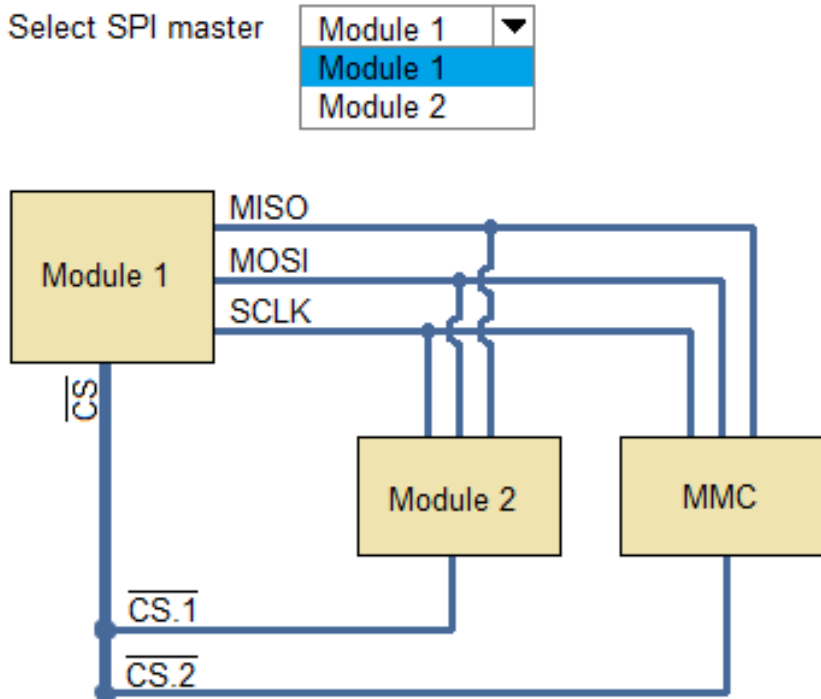 Select SPI master
Module 1
Module 1
Module 2
MISO
MOSI
SCLK
Module 1
CS
Module 2
MMC
CS.1
CS.2